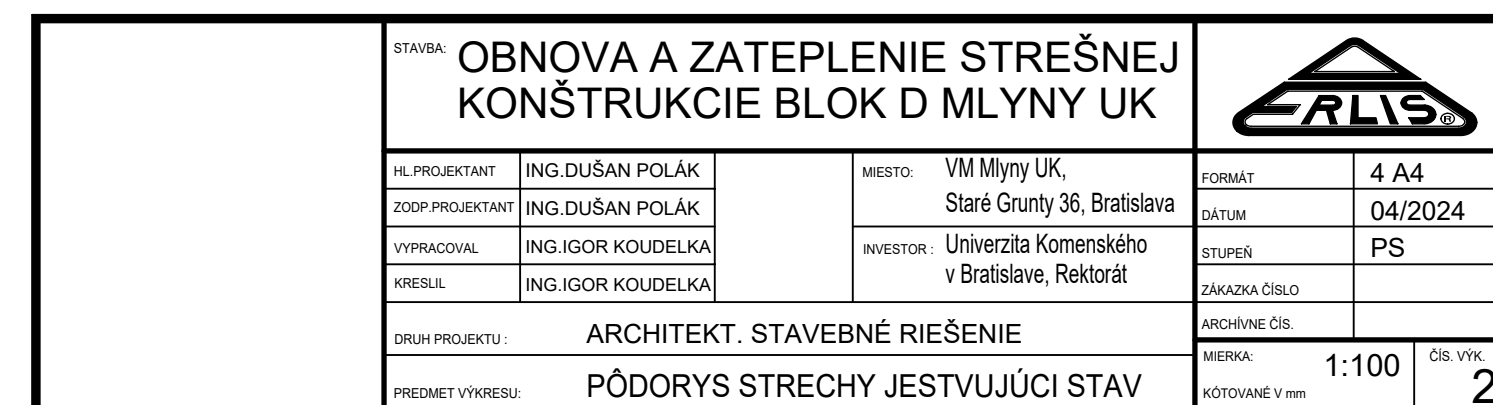 STAVBA: OBNOVA A ZATEPLENIE STREŠNEJ
KONŠTRUKCIE BLOK D MLYNY UK
ERLIS®
HL.PROJEKTANT ING.DUŠAN POLÁK
ZODP.PROJEKTANT ING.DUŠAN POLÁK
VYPRACOVAL ING.IGOR KOUDELKA
KRESLIL ING.IGOR KOUDELKA
MIESTO: VM Mlyny UK,
Staré Grunty 36, Bratislava
INVESTOR : Univerzita Komenského
v Bratislave, Rektorát
FORMÁT 4 A4
DÁTUM 04/2024
STUPEŇ PS
ZÁKAZKA ČÍSLO
ARCHÍVNE ČÍS.
DRUH PROJEKTU : ARCHITEKT. STAVEBNÉ RIEŠENIE
PREDMET VÝKRESU: PÔDORYS STRECHY JESTVUJÚCI STAV
MIERKA: 1:100
KÓTOVANÉ V mm
ČÍS. VÝK.
2